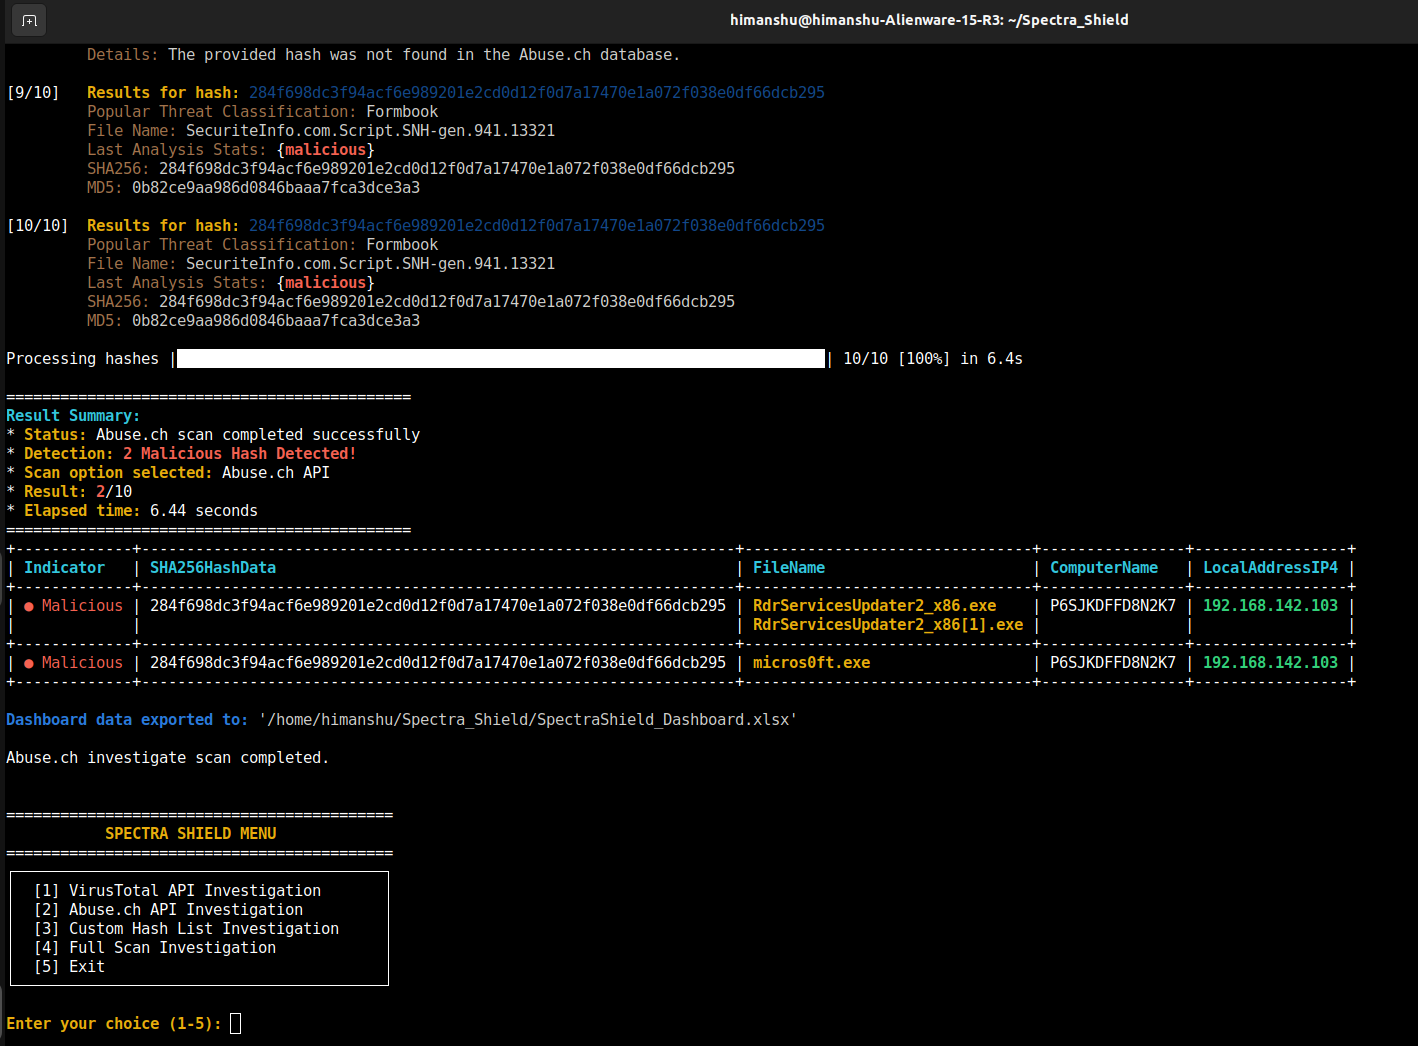 himanshu@himanshu-Alienware-15-R3: ~/Spectra_Shield
Details: The provided hash was not found in the Abuse.ch database.
[9/10]   Results for hash: 284f698dc3f94acf6e989201e2cd0d12f0d7a17470e1a072f038e0df66dcb295
Popular Threat Classification: Formbook
File Name: SecuriteInfo.com.Script.SNH-gen.941.13321
Last Analysis Stats: {malicious}
SHA256: 284f698dc3f94acf6e989201e2cd0d12f0d7a17470e1a072f038e0df66dcb295
MD5: 0b82ce9aa986d0846baaa7fca3dce3a3
[10/10]  Results for hash: 284f698dc3f94acf6e989201e2cd0d12f0d7a17470e1a072f038e0df66dcb295
Popular Threat Classification: Formbook
File Name: SecuriteInfo.com.Script.SNH-gen.941.13321
Last Analysis Stats: {malicious}
SHA256: 284f698dc3f94acf6e989201e2cd0d12f0d7a17470e1a072f038e0df66dcb295
MD5: 0b82ce9aa986d0846baaa7fca3dce3a3
Processing hashes |                    | 10/10 [100%] in 6.4s
=============================================
Result Summary:
* Status: Abuse.ch scan completed successfully
* Detection: 2 Malicious Hash Detected!
* Scan option selected: Abuse.ch API
* Result: 2/10
* Elapsed time: 6.44 seconds
=============================================
| Indicator | SHA256HashData | FileName | ComputerName | LocalAddressIP4 |
| ● Malicious | 284f698dc3f94acf6e989201e2cd0d12f0d7a17470e1a072f038e0df66dcb295 | RdrServicesUpdater2_x86.exe | P6SJKDFFD8N2K7 | 192.168.142.103 |
| | | RdrServicesUpdater2_x86[1].exe | | |
| ● Malicious | 284f698dc3f94acf6e989201e2cd0d12f0d7a17470e1a072f038e0df66dcb295 | micros0ft.exe | P6SJKDFFD8N2K7 | 192.168.142.103 |
Dashboard data exported to: '/home/himanshu/Spectra_Shield/SpectraShield_Dashboard.xlsx'
Abuse.ch investigate scan completed.
===========================================
SPECTRA SHIELD MENU
===========================================
[1] VirusTotal API Investigation
[2] Abuse.ch API Investigation
[3] Custom Hash List Investigation
[4] Full Scan Investigation
[5] Exit
Enter your choice (1-5):